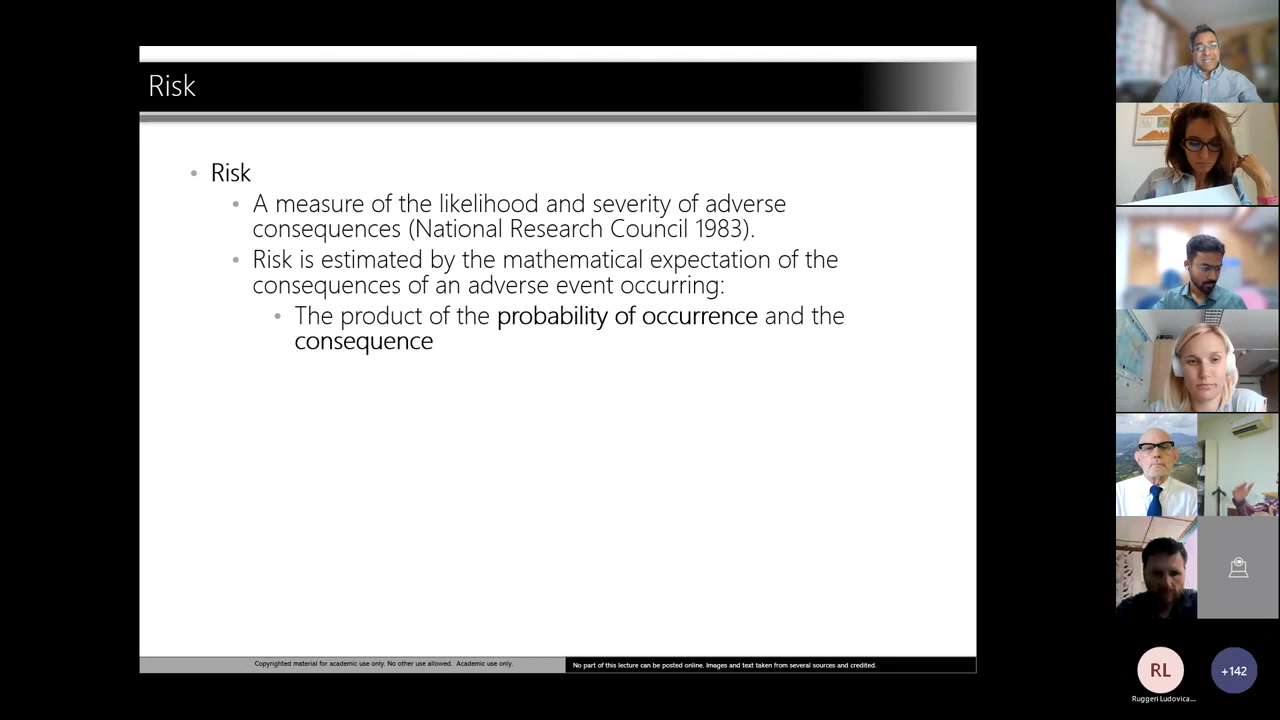 Risk
• Risk
• A measure of the likelihood and severity of adverse
consequences (National Research Council 1983).
• Risk is estimated by the mathematical expectation of the
consequences of an adverse event occurring:
• The product of the probability of occurrence and the
consequence
Copyrighted material for academic use only. No other use allowed. Academic use only.
No part of this lecture can be posted online. Images and text taken from several sources and credited.
RL
+142
Ruggeri Ludovica...